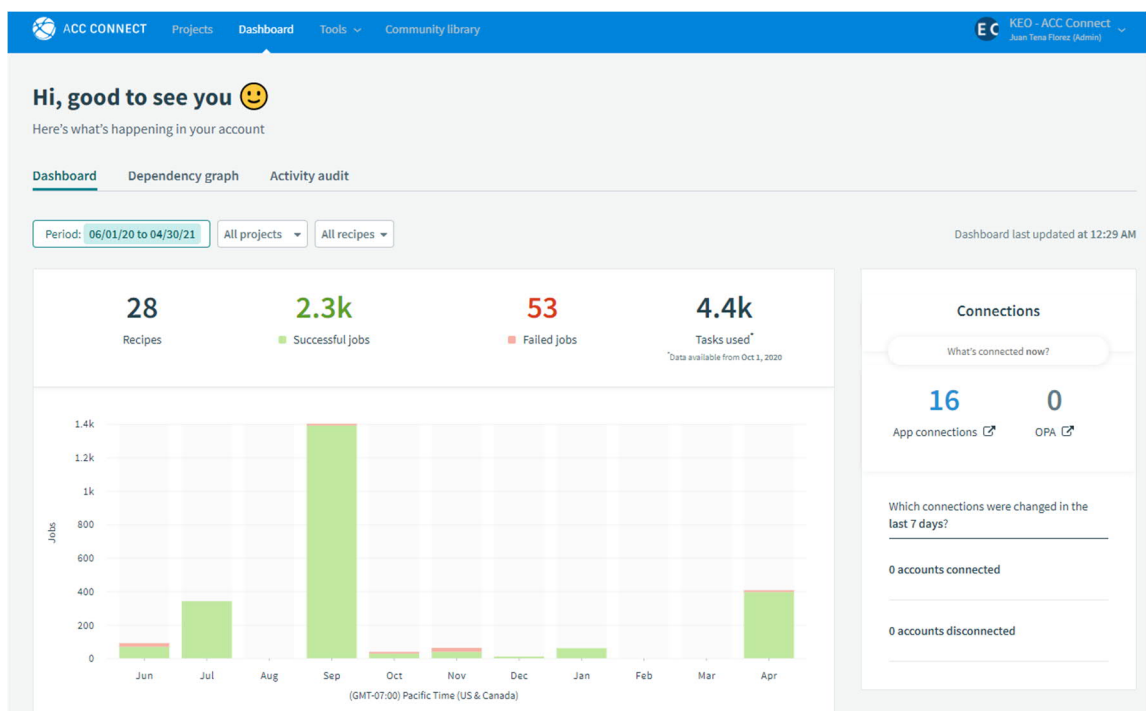 ACC CONNECT Projects Dashboard Tools Community library
KEO - ACC Connect
Juan Tena Florez (Admin)
Hi, good to see you
Here's what's happening in your account
Dashboard Dependency graph Activity audit
Period: 06/01/20 to 04/30/21 All projects All recipes
Dashboard last updated at 12:29 AM
28
Recipes
2.3k
Successful jobs
53
Failed jobs
4.4k
Tasks used*
*Data available from Oct 1, 2020
Jobs
1.4k
1.2k
1k
800
600
400
200
0
Jun Jul Aug Sep Oct Nov Dec Jan Feb Mar Apr
(GMT-07:00) Pacific Time (US & Canada)
Connections
What's connected now?
16
App connections
0
OPA
Which connections were changed in the
last 7 days?
0 accounts connected
0 accounts disconnected